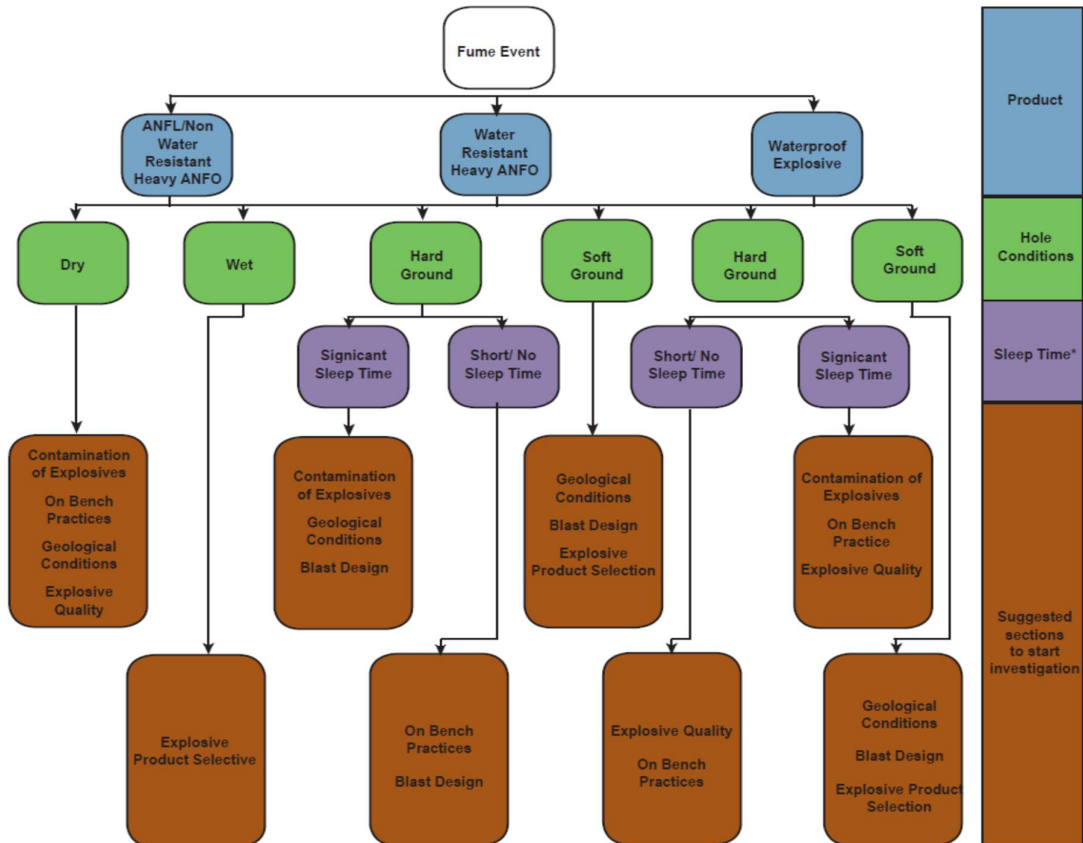 Fume Event
Product
ANFL/Non
Water
Resistant
Heavy ANFO
Water
Resistant
Heavy ANFO
Waterproof
Explosive
Dry
Wet
Hard
Ground
Soft
Ground
Hard
Ground
Soft
Ground
Hole
Conditions
Signicant
Sleep Time
Short/ No
Sleep Time
Short/ No
Sleep Time
Signicant
Sleep Time
Sleep Time*
Contamination
of Explosives
On Bench
Practices
Geological
Conditions
Explosive
Quality
Contamination
of Explosives
Geological
Conditions
Blast Design
Geological
Conditions
Blast Design
Explosive
Product Selection
Contamination of
Explosives
On Bench
Practice
Explosive Quality
Suggested
sections
to start
investigation
Explosive
Product Selective
On Bench
Practices
Blast Design
Explosive Quality
On Bench
Practices
Geological
Conditions
Blast Design
Explosive Product
Selection